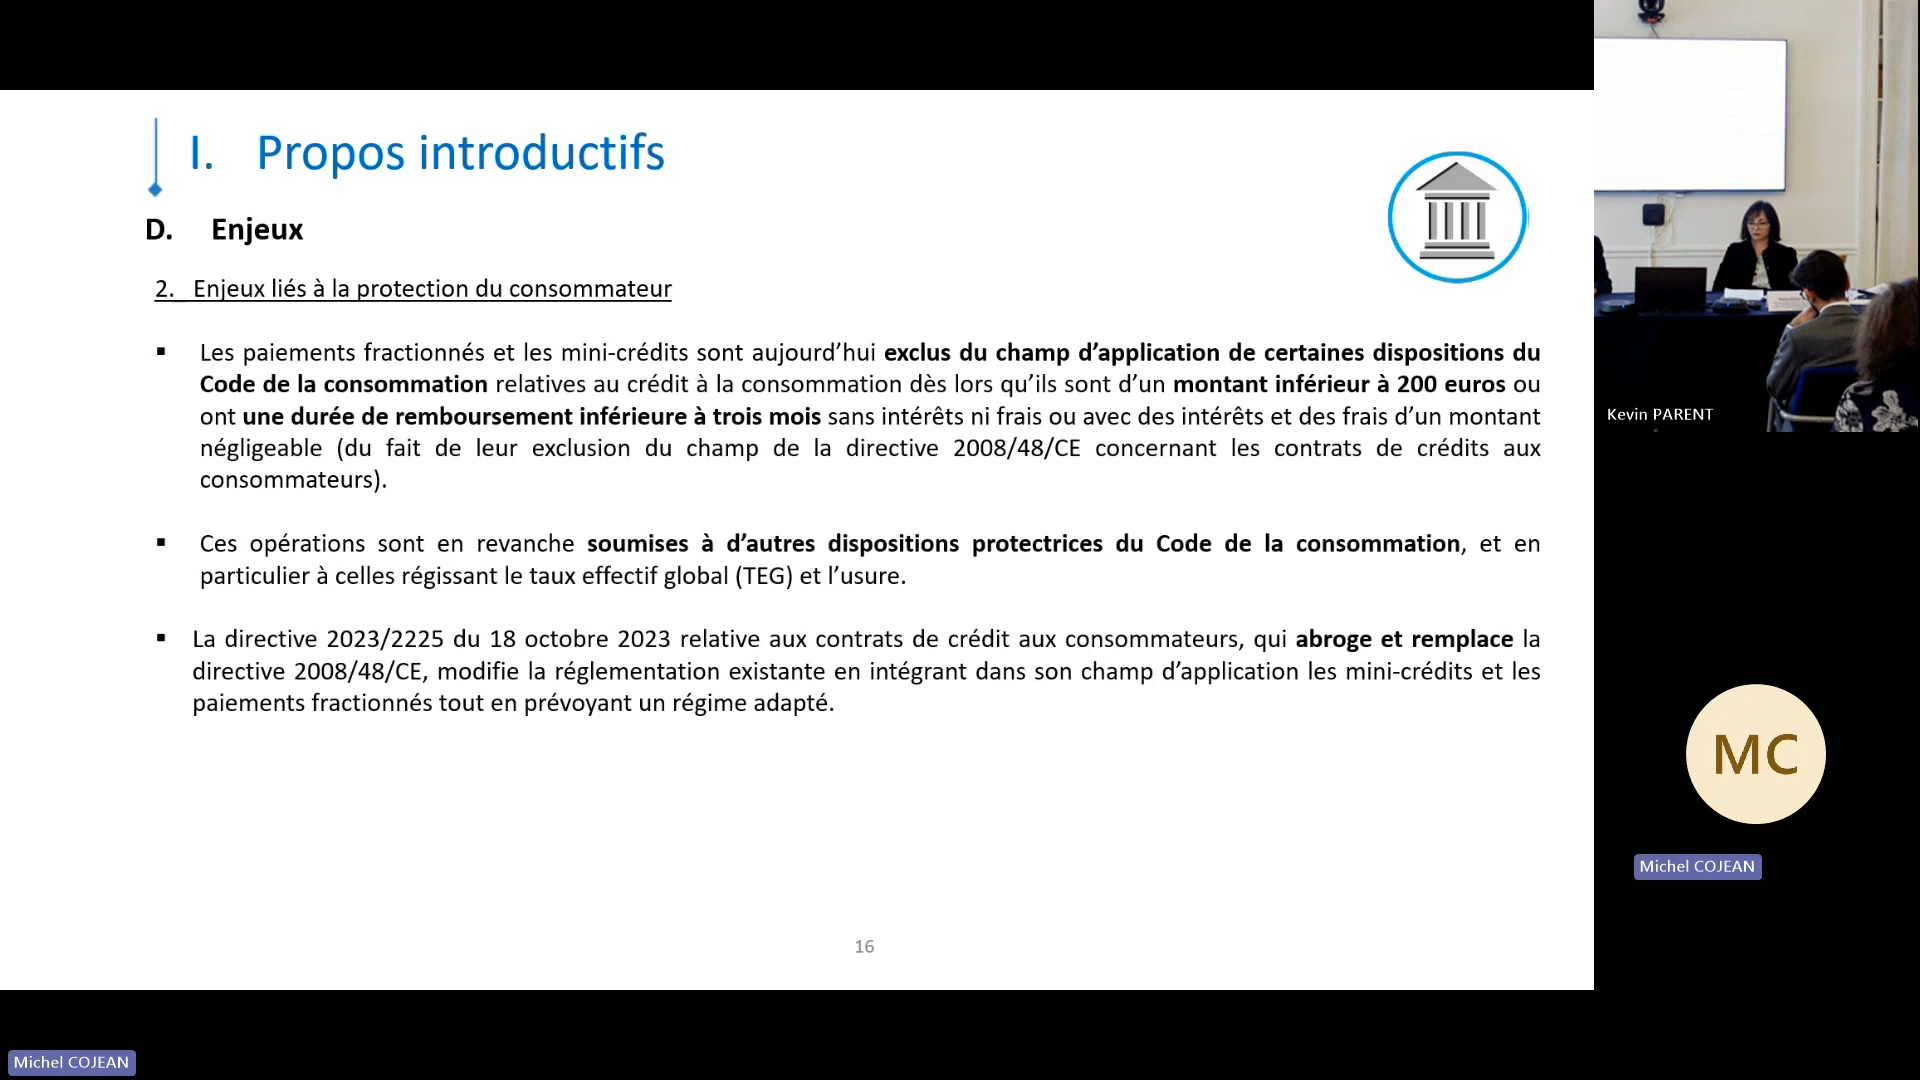 I. Propos introductifs
D. Enjeux
2. Enjeux liés à la protection du consommateur
▪ Les paiements fractionnés et les mini-crédits sont aujourd’hui exclus du champ d’application de certaines dispositions du
Code de la consommation relatives au crédit à la consommation dès lors qu’ils sont d’un montant inférieur à 200 euros ou
ont une durée de remboursement inférieure à trois mois sans intérêts ni frais ou avec des intérêts et des frais d’un montant
négligeable (du fait de leur exclusion du champ de la directive 2008/48/CE concernant les contrats de crédits aux
consommateurs).
▪ Ces opérations sont en revanche soumises à d’autres dispositions protectrices du Code de la consommation, et en
particulier à celles régissant le taux effectif global (TEG) et l’usure.
▪ La directive 2023/2225 du 18 octobre 2023 relative aux contrats de crédit aux consommateurs, qui abroge et remplace la
directive 2008/48/CE, modifie la réglementation existante en intégrant dans son champ d’application les mini-crédits et les
paiements fractionnés tout en prévoyant un régime adapté.
16
Kevin PARENT
MC
Michel COJEAN
Michel COJEAN